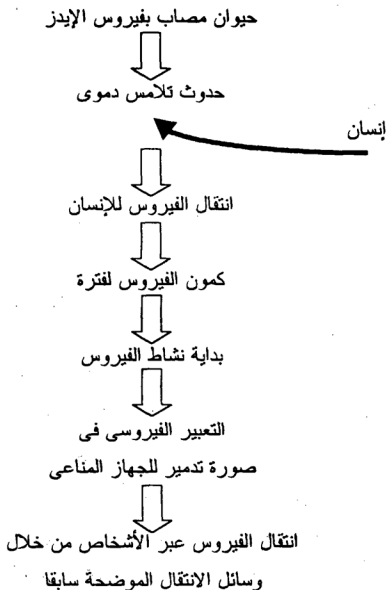 حيوان مصاب بفيروس الإيدز
حدوث تلامس دموى
إنسان
انتقال الفيروس للإنسان
كمون الفيروس لفترة
بداية نشاط الفيروس
التعبير الفيروسى فى
صورة تدمير للجهاز المناعى
انتقال الفيروس عبر الأشخاص من خلال
وسائل الانتقال الموضحة سابقا